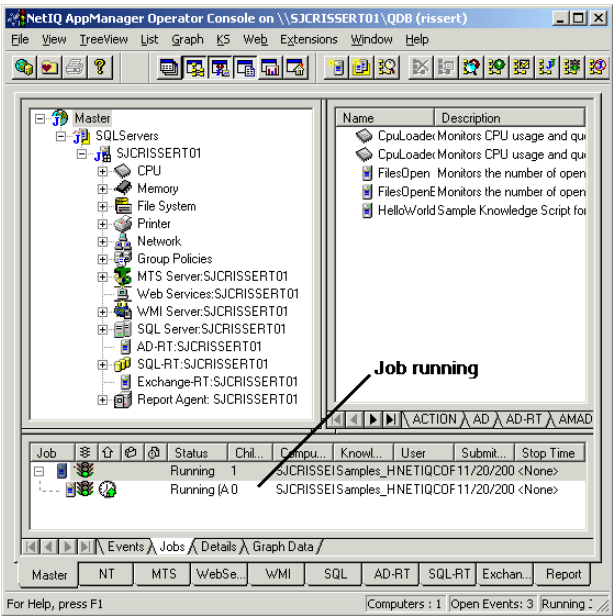 NetIQ AppManager Operator Console on \\SJCRISSERT01\QDB (rissert)
File View TreeView List Graph KS Web Extensions Window Help
Master
SQLServers
SJCRISSERT01
CPU
Memory
File System
Printer
Network
Group Policies
MTS Server:SJCRISSERT01
Web Services:SJCRISSERT01
WMI Server:SJCRISSERT01
SQL Server:SJCRISSERT01
AD-RT:SJCRISSERT01
SQL-RT:SJCRISSERT01
Exchange-RT:SJCRISSERT01
Report Agent: SJCRISSERT01
Name Description
CpuLoade Monitors CPU usage and qu
CpuLoade Monitors CPU usage and qu
FilesOpen Monitors the number of open
FilesOpenE Monitors the number of open
HelloWorld Sample Knowledge Script fo
Job running
ACTION AD AD-RT AMAD
Job Status Chil... Compu... Knowl... User Submit... Stop Time
Running 1 SJCRISSE Samples_H NETIQCOF 11/20/200 <None>
Running (A 0 SJCRISSE Samples_H NETIQCOF 11/20/200 <None>
Events Jobs Details Graph Data
Master NT MTS WebSe... WMI SQL AD-RT SQL-RT Exchan... Report
For Help, press F1 Computers : 1 Open Events: 3 Running